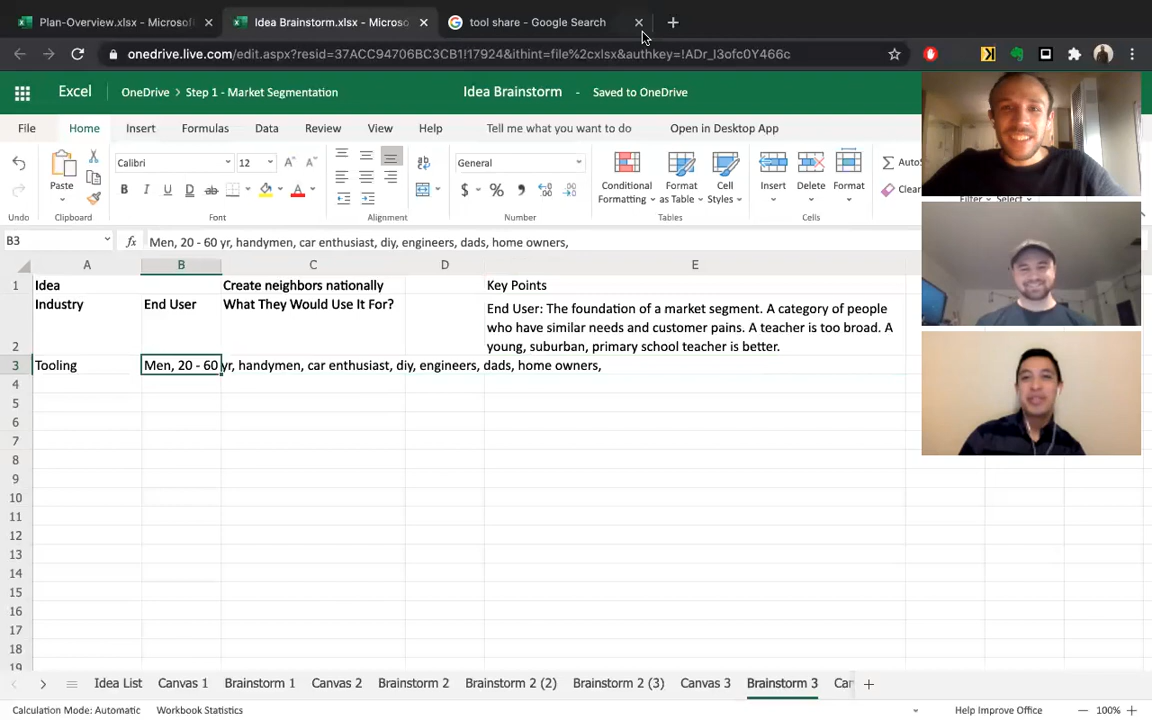 Plan-Overview.xlsx - Microsof
Idea Brainstorm.xlsx - Microso
tool share - Google Search
onedrive.live.com/edit.aspx?resid=37ACC94706BC3CB1!17924&ithint=file%2cxlsx&authkey=!ADr_I3ofc0Y466c
Excel OneDrive Step 1 - Market Segmentation Idea Brainstorm - Saved to OneDrive
File Home Insert Formulas Data Review View Help Tell me what you want to do Open in Desktop App
Calibri 12 General
Paste
Conditional Formatting
Format as Table
Cell Styles
Insert Delete Format
AutoS
Clear
Undo Clipboard Font Alignment Number Tables Cells
B3 fx Men, 20 - 60 yr, handymen, car enthusiast, diy, engineers, dads, home owners,
A B C D E
1 Idea Create neighbors nationally Key Points
2 Industry End User What They Would Use It For?
End User: The foundation of a market segment. A category of people
who have similar needs and customer pains. A teacher is too broad. A
young, suburban, primary school teacher is better.
3 Tooling Men, 20 - 60 yr, handymen, car enthusiast, diy, engineers, dads, home owners,
4
5
6
7
8
9
10
11
12
13
14
15
16
17
18
19
Idea List Canvas 1 Brainstorm 1 Canvas 2 Brainstorm 2 Brainstorm 2 (2) Brainstorm 2 (3) Canvas 3 Brainstorm 3 Can
Calculation Mode: Automatic Workbook Statistics Help Improve Office 100%